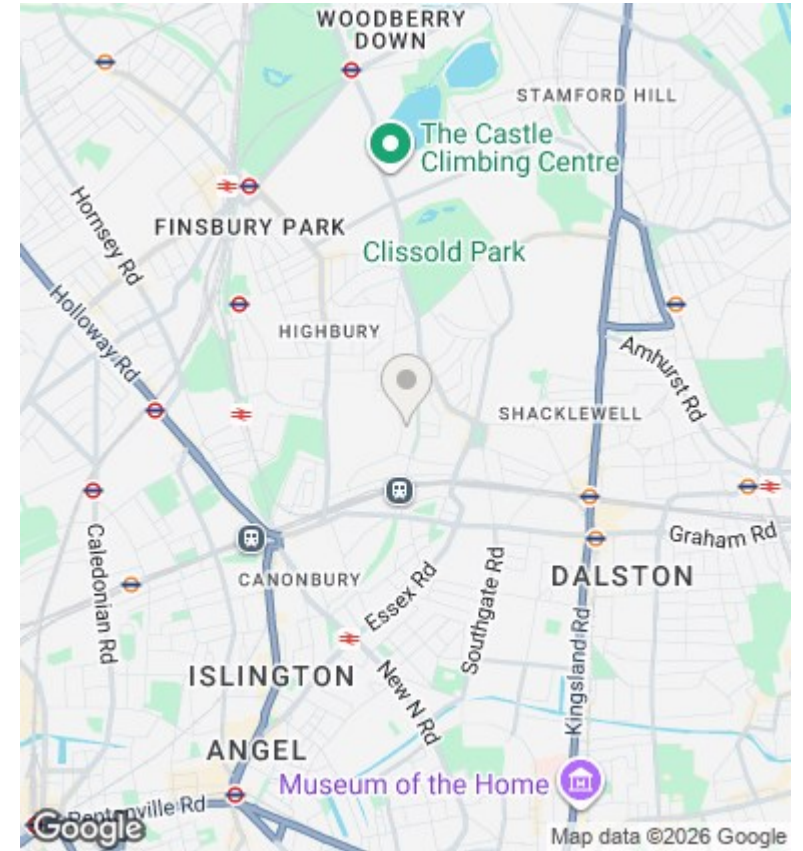 WOODBERRY
DOWN
STAMFORD HILL
The Castle
Climbing Centre
FINSBURY PARK
Hornsey Rd
Clissold Park
Holloway Rd
HIGHBURY
Amhurst Rd
SHACKLEWELL
Caledonian Rd
Graham Rd
CANONBURY
Essex Rd
Southgate Rd
DALSTON
Kingsland Rd
ISLINGTON
New N Rd
ANGEL
Museum of the Home
Pentonville Rd
Google
Map data ©2026 Google